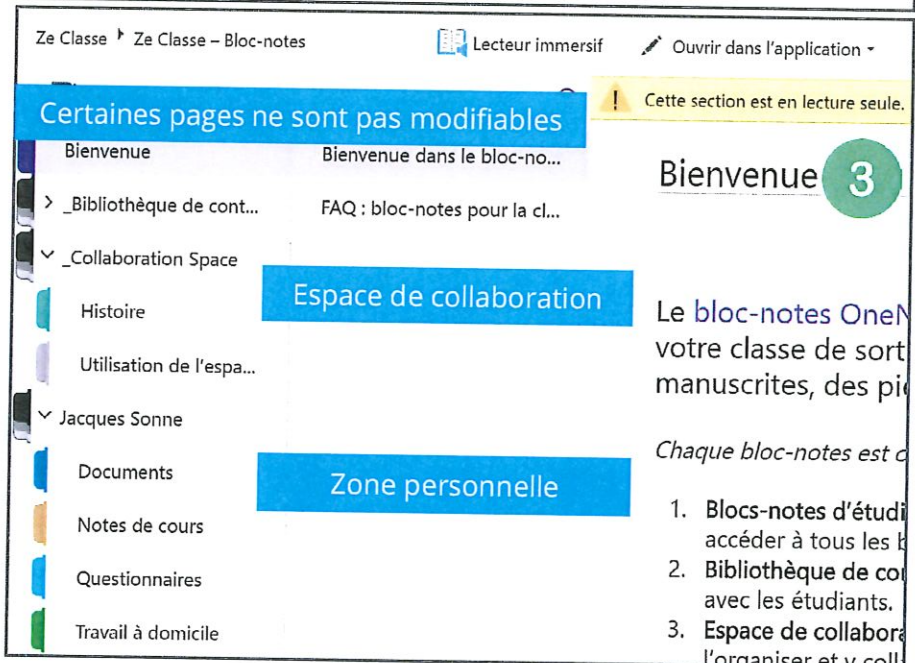 Ze Classe Ze Classe – Bloc-notes
Lecteur immersif
Ouvrir dans l'application
Certaines pages ne sont pas modifiables
! Cette section est en lecture seule.
Bienvenue
Bienvenue dans le bloc-no...
Bienvenue 3
> _Bibliothèque de cont...
FAQ : bloc-notes pour la cl...
_Collaboration Space
Espace de collaboration
Histoire
Utilisation de l'espa...
Jacques Sonne
Zone personnelle
Documents
Notes de cours
Questionnaires
Travail à domicile
Le bloc-notes OneN
votre classe de sort
manuscrites, des pi
Chaque bloc-notes est
1. Blocs-notes d'étudi
accéder à tous les
2. Bibliothèque de co
avec les étudiants.
3. Espace de collabora
l'organiser et y coll